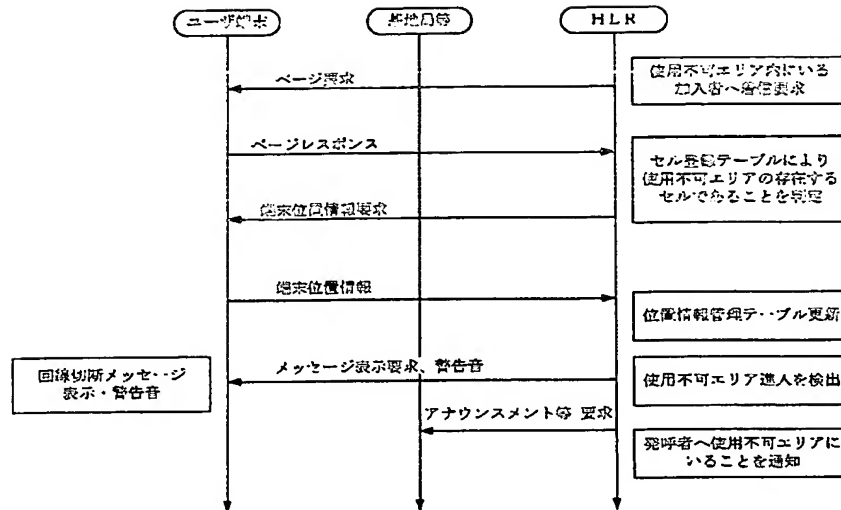 ユーザ端末
基地局等
HLR
ページ要求
使用不可エリア内にいる
加入者へ着信要求
ページレスポンス
セル登録テーブルにより
使用不可エリアの存在する
セルであることを判定
端末位置情報要求
端末位置情報
位置情報管理テーブル更新
メッセージ表示要求、警告音
回線切断メッセージ
表示・警告音
使用不可エリア進入を検出
アナウンスメント等 要求
発呼者へ使用不可エリアに
いることを通知